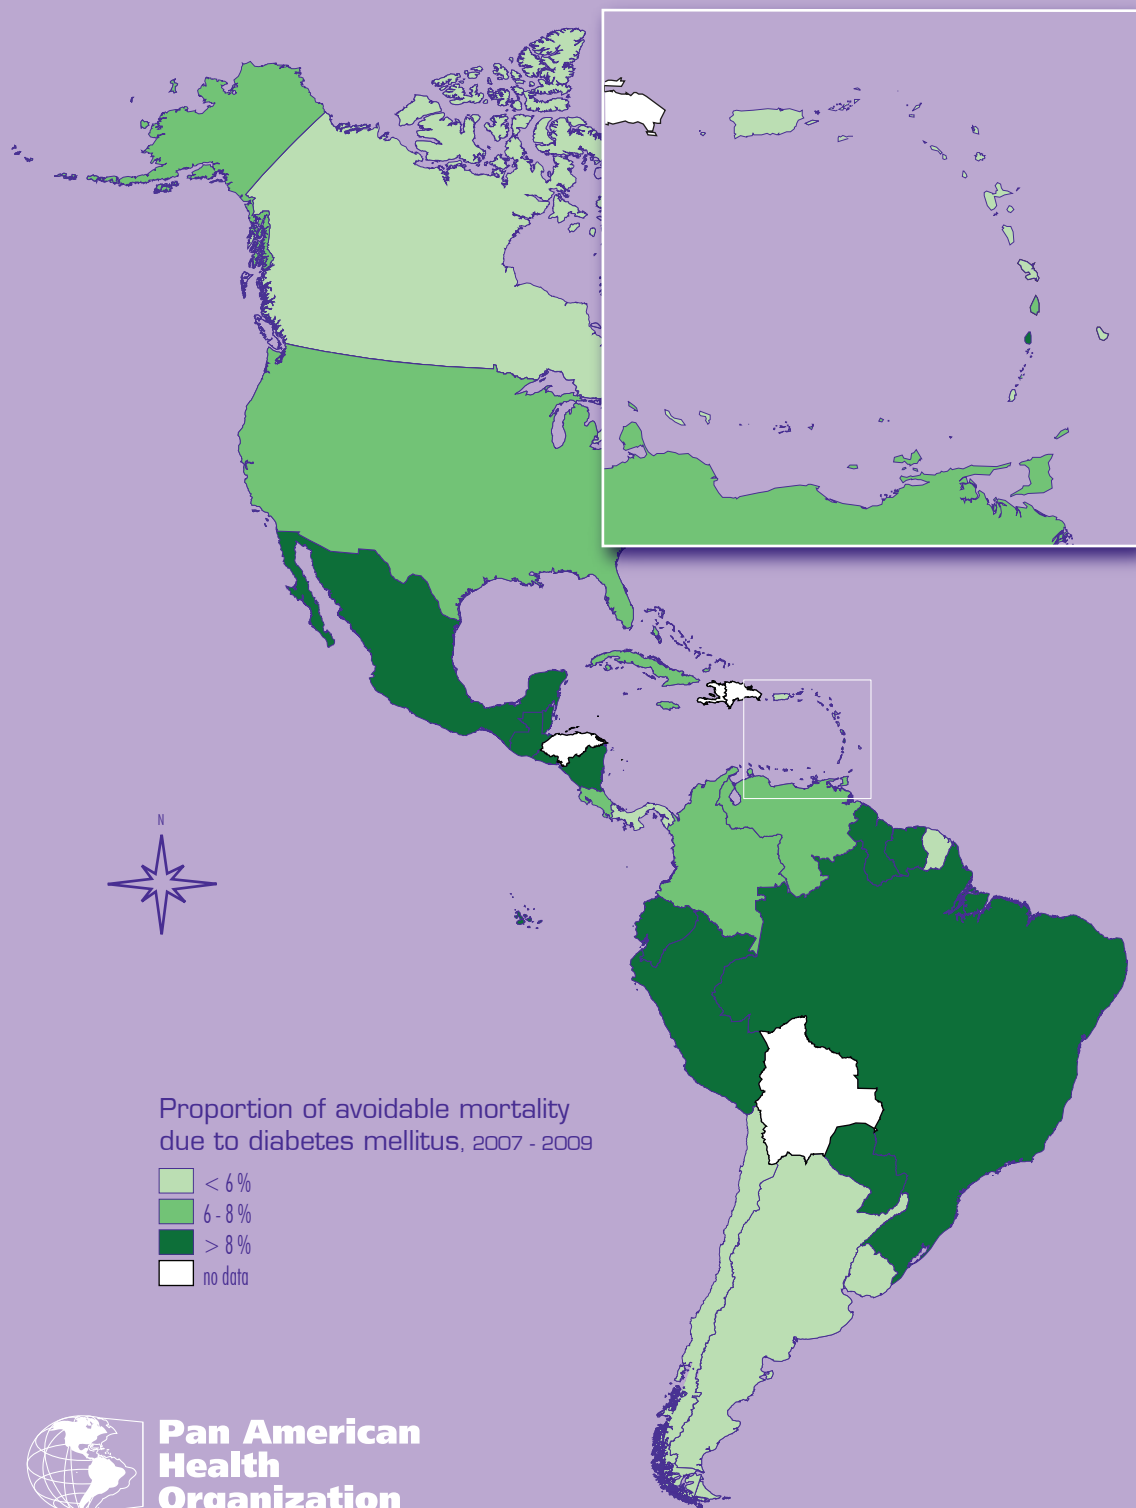 N
Proportion of avoidable mortality
due to diabetes mellitus, 2007 - 2009
< 6 %
6 - 8 %
> 8 %
no data
Pan American
Health
Organization